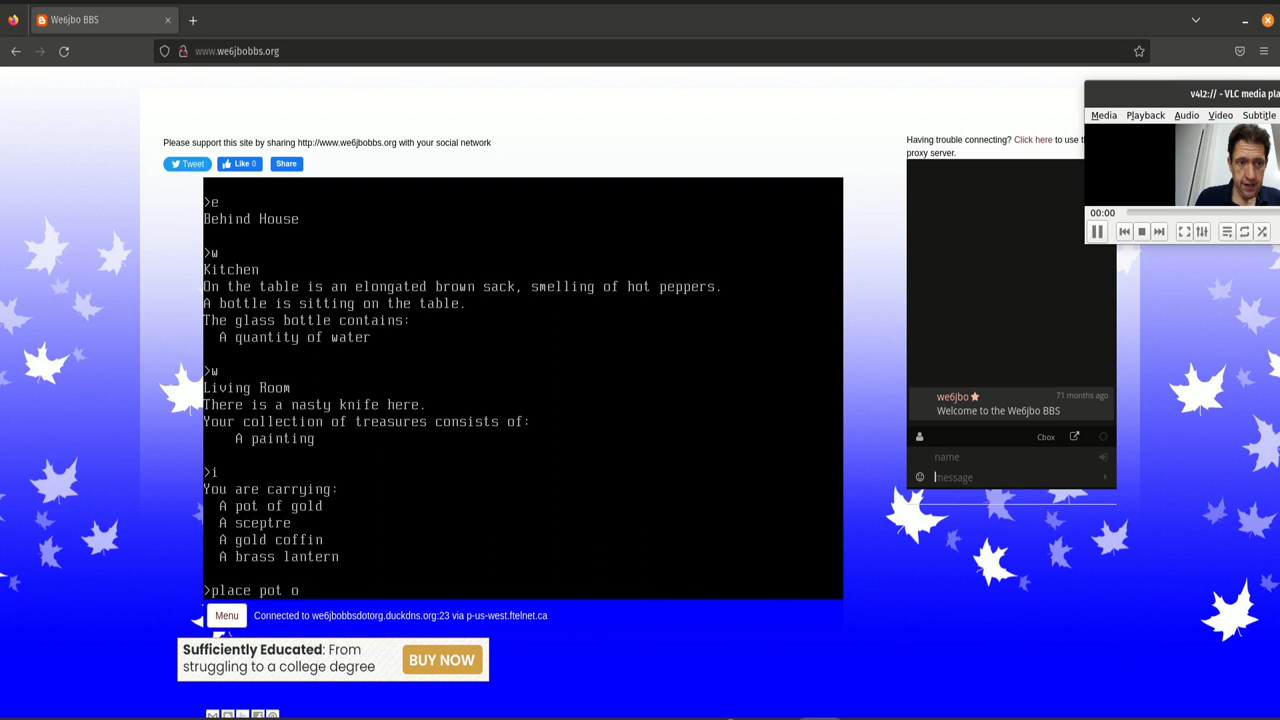 We6jbo BBS
www.we6jbobbs.org
v4l2:// - VLC media pla
Media Playback Audio Video Subtitle
00:00
Please support this site by sharing http://www.we6jbobbs.org with your social network
Tweet Like 0 Share
Having trouble connecting? Click here to use t
proxy server.
>e
Behind House
>w
Kitchen
On the table is an elongated brown sack, smelling of hot peppers.
A bottle is sitting on the table.
The glass bottle contains:
A quantity of water
>w
Living Room
There is a nasty knife here.
Your collection of treasures consists of:
A painting
>i
You are carrying:
A pot of gold
A sceptre
A gold coffin
A brass lantern
>place pot o
we6jbo 71 months ago
Welcome to the We6jbo BBS
Cbox
name
message
Menu Connected to we6jbobbsdotorg.duckdns.org:23 via p-us-west.ftelnet.ca
Sufficiently Educated: From
struggling to a college degree
BUY NOW